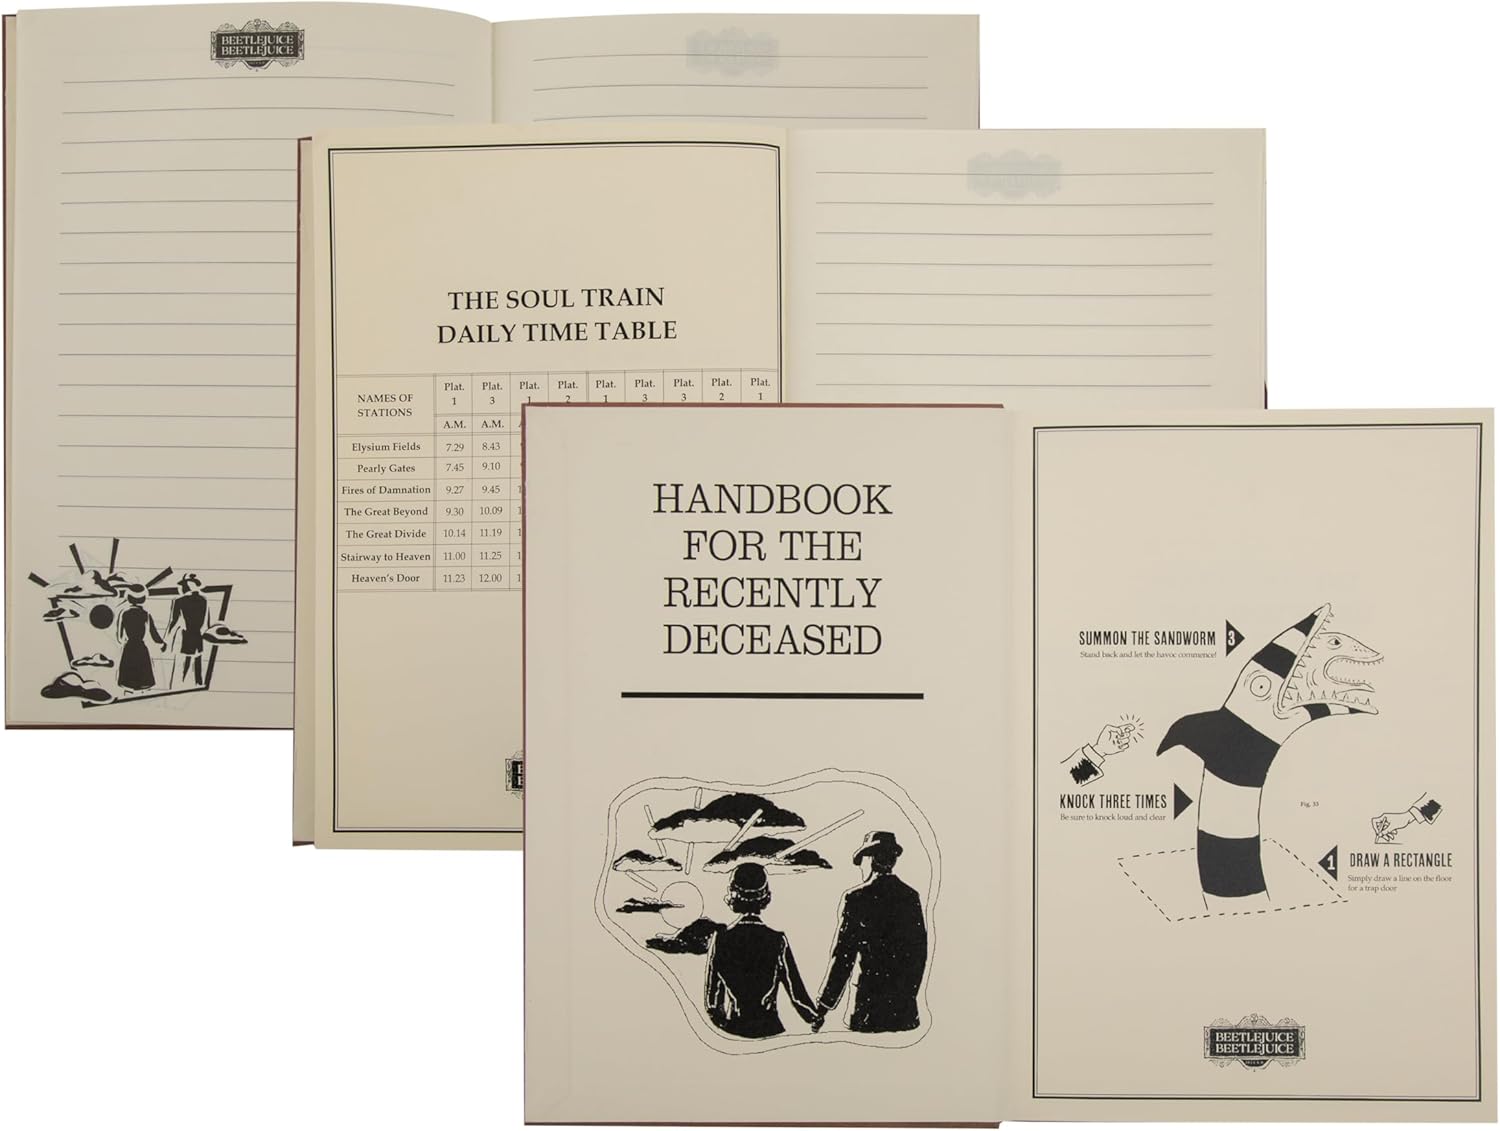 BEETLEJUICE
BEETLEJUICE
THE SOUL TRAIN
DAILY TIME TABLE
NAMES OF STATIONS Plat. 1 Plat. 3 Plat. 1 Plat. 2 Plat. 1 Plat. 3 Plat. 3 Plat. 2 Plat. 1
A.M. A.M.
Elysium Fields 7.29 8.43
Pearly Gates 7.45 9.10
Fires of Damnation 9.27 9.45
The Great Beyond 9.30 10.09
The Great Divide 10.14 11.19
Stairway to Heaven 11.00 11.25
Heaven's Door 11.23 12.00
HANDBOOK
FOR THE
RECENTLY
DECEASED
SUMMON THE SANDWORM 3
Stand back and let the havoc commence!
KNOCK THREE TIMES
Be sure to knock loud and clear
Fig. 33
1 DRAW A RECTANGLE
Simply draw a line on the floor
for a trap door
BEETLEJUICE
BEETLEJUICE